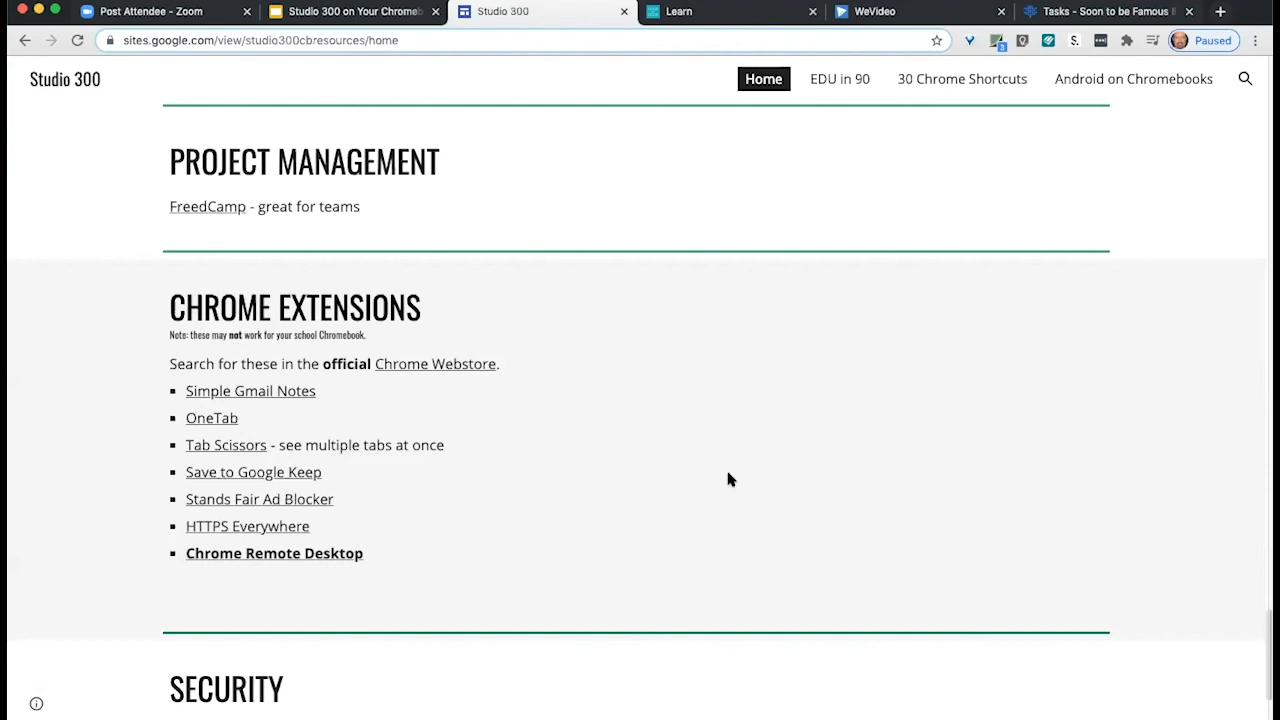 Post Attendee - Zoom
Studio 300 on Your Chromeb
Studio 300
Learn
WeVideo
Tasks - Soon to be Famous I
sites.google.com/view/studio300cbresources/home
3
S.
Paused
Studio 300
Home
EDU in 90
30 Chrome Shortcuts
Android on Chromebooks
PROJECT MANAGEMENT
FreedCamp - great for teams
CHROME EXTENSIONS
Note: these may not work for your school Chromebook.
Search for these in the official Chrome Webstore.
Simple Gmail Notes
OneTab
Tab Scissors - see multiple tabs at once
Save to Google Keep
Stands Fair Ad Blocker
HTTPS Everywhere
Chrome Remote Desktop
SECURITY